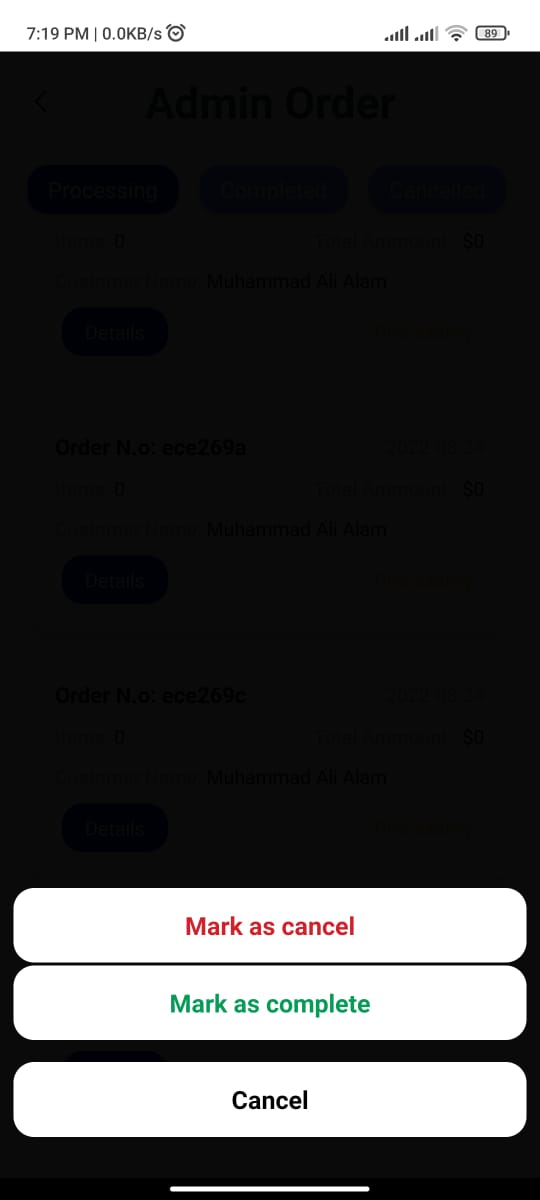 7:19 PM | 0.0KB/s
89
Admin Order
Processing Completed Cancelled
Items: 0 Total Ammount: $0
Customer Name: Muhammad Ali Alam
Details Processing
Order N.o: ece269a 2022-08-24
Items: 0 Total Ammount: $0
Customer Name: Muhammad Ali Alam
Details Processing
Order N.o: ece269c 2022-08-24
Items: 0 Total Ammount: $0
Customer Name: Muhammad Ali Alam
Details Processing
Mark as cancel
Mark as complete
Cancel